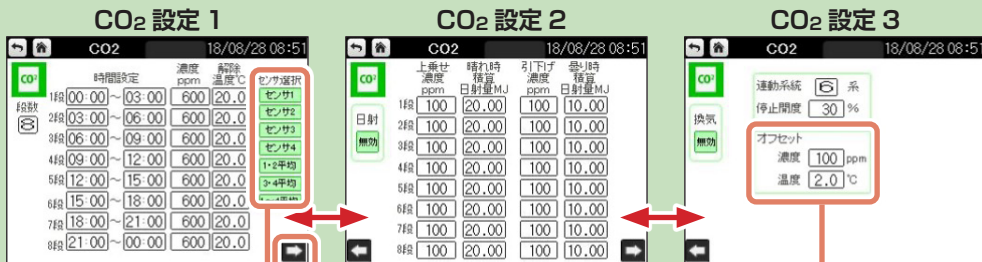 CO₂ 設定 1
CO2 18/08/28 08:51
CO²
段数
8
時間設定 濃度 ppm 解除 温度℃
1段 00:00 ～ 03:00 600 20.0
2段 03:00 ～ 06:00 600 20.0
3段 06:00 ～ 09:00 600 20.0
4段 09:00 ～ 12:00 600 20.0
5段 12:00 ～ 15:00 600 20.0
6段 15:00 ～ 18:00 600 20.0
7段 18:00 ～ 21:00 600 20.0
8段 21:00 ～ 00:00 600 20.0
センサ選択
センサ1
センサ2
センサ3
センサ4
1・2平均
3・4平均
CO₂ 設定 2
CO2 18/08/28 08:51
CO²
日射
無効
上乗せ 濃度 ppm 晴れ時 積算 日射量MJ 引下げ 濃度 ppm 曇り時 積算 日射量MJ
1段 100 20.00 100 10.00
2段 100 20.00 100 10.00
3段 100 20.00 100 10.00
4段 100 20.00 100 10.00
5段 100 20.00 100 10.00
6段 100 20.00 100 10.00
7段 100 20.00 100 10.00
8段 100 20.00 100 10.00
CO₂ 設定 3
CO2 18/08/28 08:51
CO²
換気
無効
連動系統 6 系
停止開度 30 %
オフセット
濃度 100 ppm
温度 2.0 ℃